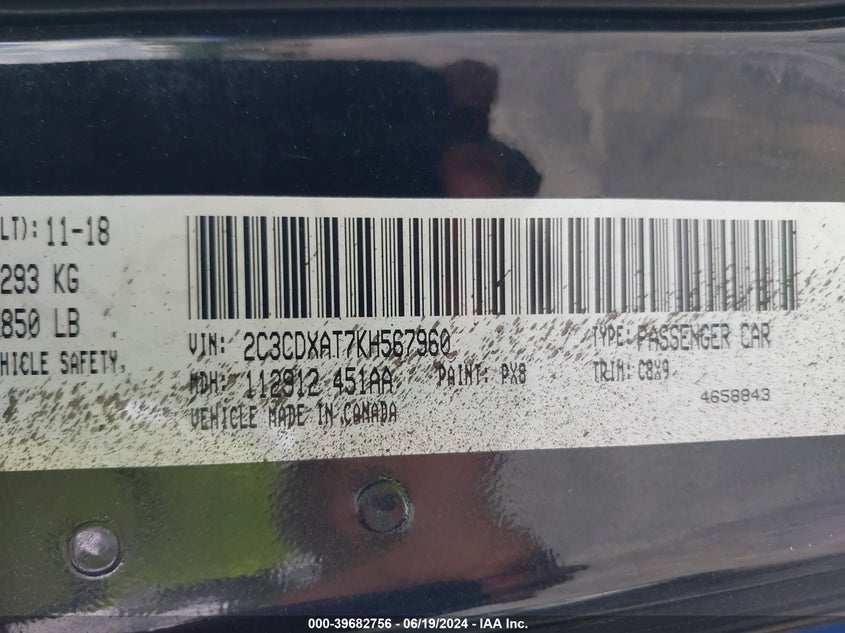 LT): 11-18
293 KG
850 LB
HICLE SAFETY,
VIN: 2C3CDXAT7KH567960
TYPE: PASSENGER CAR
MDH: 112912 451AA
PAINT: PX8
TRIM: C8X9
VEHICLE MADE IN CANADA
4658843
000-39682756 - 06/19/2024 - IAA Inc.